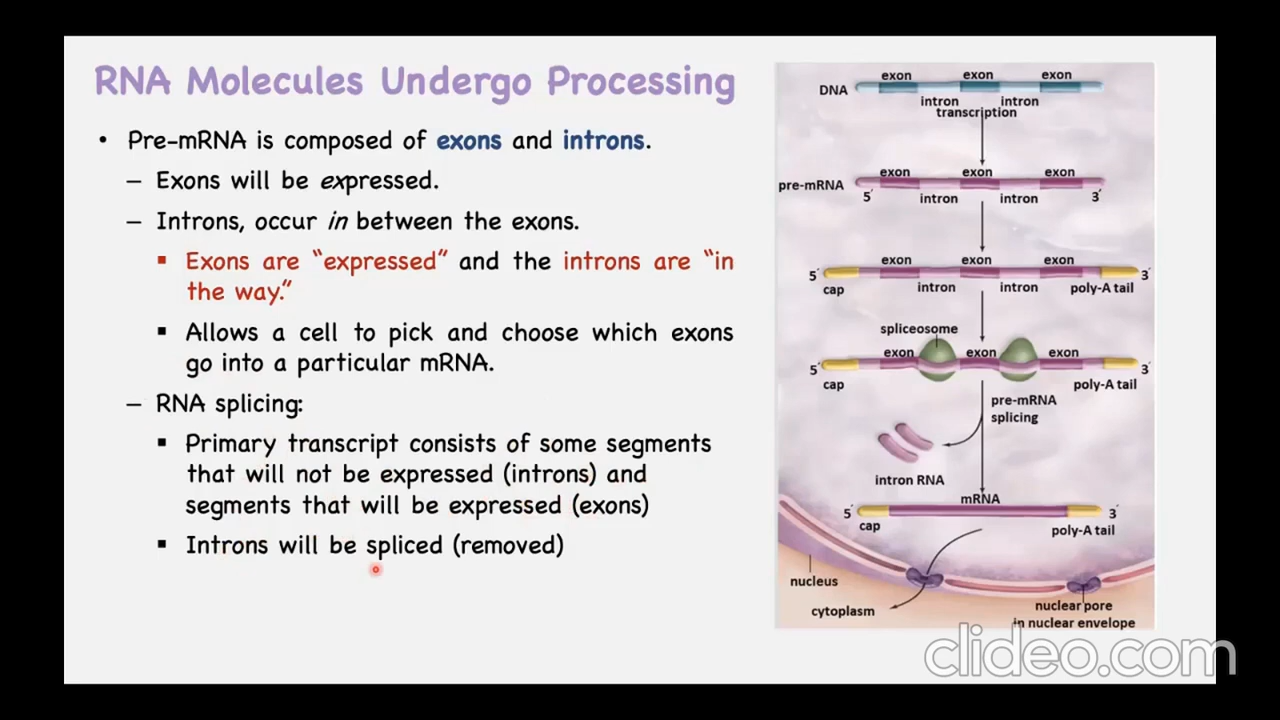 RNA Molecules Undergo Processing
• Pre-mRNA is composed of exons and introns.
– Exons will be expressed.
– Introns, occur in between the exons.
▪ Exons are “expressed” and the introns are “in
the way.”
▪ Allows a cell to pick and choose which exons
go into a particular mRNA.
– RNA splicing:
▪ Primary transcript consists of some segments
that will not be expressed (introns) and
segments that will be expressed (exons)
▪ Introns will be spliced (removed)
exon exon exon
DNA
intron intron
transcription
exon exon exon
pre-mRNA
5′ intron intron 3′
exon exon exon
5′ 3′
cap intron intron poly-A tail
spliceosome
exon exon exon
5′ 3′
cap poly-A tail
pre-mRNA
splicing
intron RNA
mRNA
5′ 3′
cap poly-A tail
nucleus
cytoplasm
nuclear pore
in nuclear envelope
clideo.com